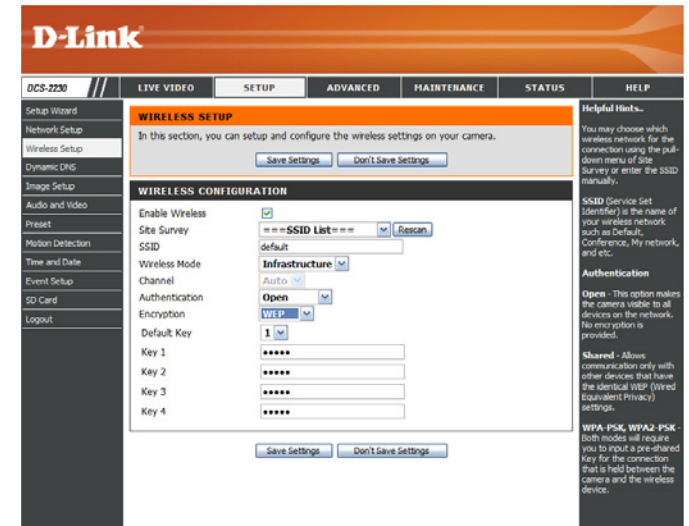 D-Link
DCS-2230
LIVE VIDEO
SETUP
ADVANCED
MAINTENANCE
STATUS
HELP
Setup Wizard
Network Setup
Wireless Setup
Dynamic DNS
Image Setup
Audio and Video
Preset
Motion Detection
Time and Date
Event Setup
SD Card
Logout
WIRELESS SETUP
In this section, you can setup and configure the wireless settings on your camera.
Save Settings
Don't Save Settings
WIRELESS CONFIGURATION
Enable Wireless
Site Survey ===SSID List=== Rescan
SSID default
Wireless Mode Infrastructure
Channel Auto
Authentication Open
Encryption WEP
Default Key 1
Key 1 •••••
Key 2 •••••
Key 3 •••••
Key 4 •••••
Save Settings
Don't Save Settings
Helpful Hints..
You may choose which
wireless network for the
connection using the pull-
down menu of Site
Survey or enter the SSID
manually.
SSID (Service Set
Identifier) is the name of
your wireless network
such as Default,
Conference, My network,
and etc.
Authentication
Open - This option makes
the camera visible to all
devices on the network.
No encryption is
provided.
Shared - Allows
communication only with
other devices that have
the identical WEP (Wired
Equivalent Privacy)
settings.
WPA-PSK, WPA2-PSK -
Both modes will require
you to input a pre-shared
Key for the connection
that is held between the
camera and the wireless
device.